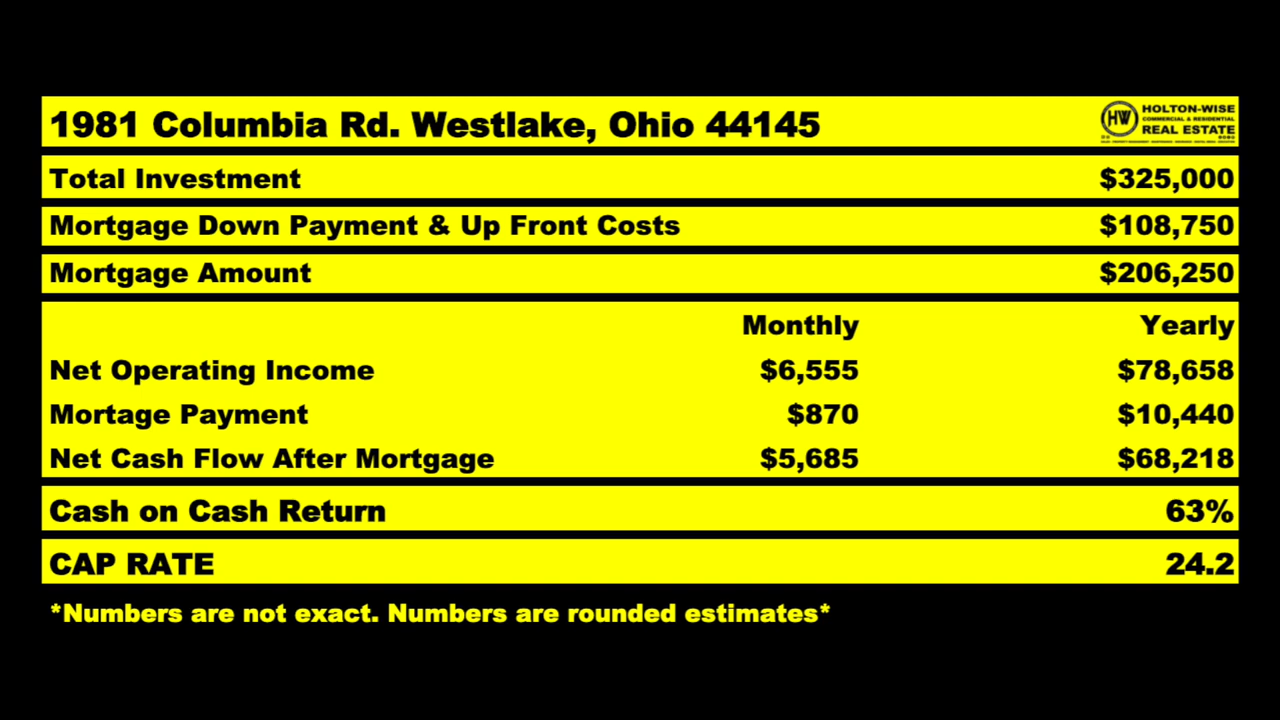 1981 Columbia Rd. Westlake, Ohio 44145
HW
HOLTON-WISE
COMMERCIAL & RESIDENTIAL
REAL ESTATE
Total Investment $325,000
Mortgage Down Payment & Up Front Costs $108,750
Mortgage Amount $206,250
Monthly Yearly
Net Operating Income $6,555 $78,658
Mortage Payment $870 $10,440
Net Cash Flow After Mortgage $5,685 $68,218
Cash on Cash Return 63%
CAP RATE 24.2
*Numbers are not exact. Numbers are rounded estimates*